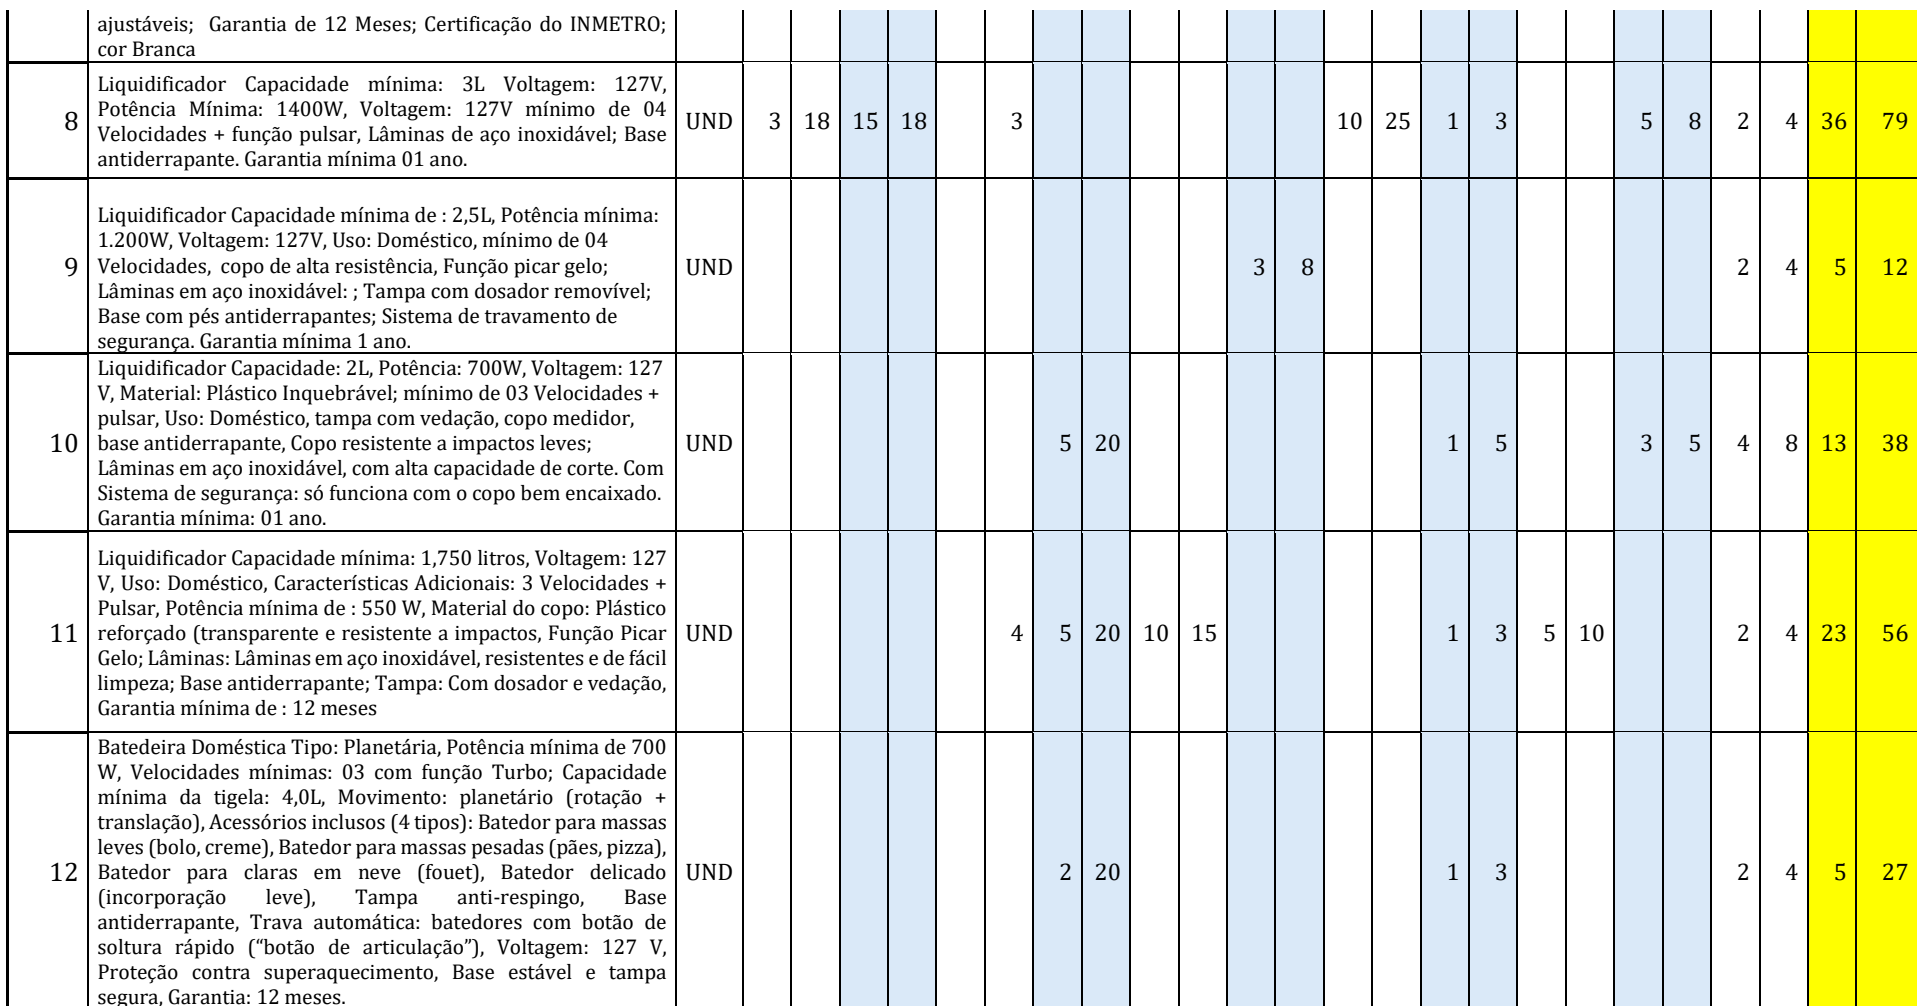 ajustáveis; Garantia de 12 Meses; Certificação do INMETRO;
cor Branca
8
Liquidificador Capacidade mínima: 3L Voltagem: 127V,
Potência Mínima: 1400W, Voltagem: 127V mínimo de 04
Velocidades + função pulsar, Lâminas de aço inoxidável; Base
antiderrapante. Garantia mínima 01 ano.
UND 3 18 15 18 3 10 25 1 3 5 8 2 4 36 79
9
Liquidificador Capacidade mínima de : 2,5L, Potência mínima:
1.200W, Voltagem: 127V, Uso: Doméstico, mínimo de 04
Velocidades, copo de alta resistência, Função picar gelo;
Lâminas em aço inoxidável: ; Tampa com dosador removível;
Base com pés antiderrapantes; Sistema de travamento de
segurança. Garantia mínima 1 ano.
UND 3 8 2 4 5 12
10
Liquidificador Capacidade: 2L, Potência: 700W, Voltagem: 127
V, Material: Plástico Inquebrável; mínimo de 03 Velocidades +
pulsar, Uso: Doméstico, tampa com vedação, copo medidor,
base antiderrapante, Copo resistente a impactos leves;
Lâminas em aço inoxidável, com alta capacidade de corte. Com
Sistema de segurança: só funciona com o copo bem encaixado.
Garantia mínima: 01 ano.
UND 5 20 1 5 3 5 4 8 13 38
11
Liquidificador Capacidade mínima: 1,750 litros, Voltagem: 127
V, Uso: Doméstico, Características Adicionais: 3 Velocidades +
Pulsar, Potência mínima de : 550 W, Material do copo: Plástico
reforçado (transparente e resistente a impactos, Função Picar
Gelo; Lâminas: Lâminas em aço inoxidável, resistentes e de fácil
limpeza; Base antiderrapante; Tampa: Com dosador e vedação,
Garantia mínima de : 12 meses
UND 4 5 20 10 15 1 3 5 10 2 4 23 56
12
Batedeira Doméstica Tipo: Planetária, Potência mínima de 700
W, Velocidades mínimas: 03 com função Turbo; Capacidade
mínima da tigela: 4,0L, Movimento: planetário (rotação +
translação), Acessórios inclusos (4 tipos): Batedor para massas
leves (bolo, creme), Batedor para massas pesadas (pães, pizza),
Batedor para claras em neve (fouet), Batedor delicado
(incorporação leve), Tampa anti-respingo, Base
antiderrapante, Trava automática: batedores com botão de
soltura rápido (“botão de articulação”), Voltagem: 127 V,
Proteção contra superaquecimento, Base estável e tampa
segura, Garantia: 12 meses.
UND 2 20 1 3 2 4 5 27